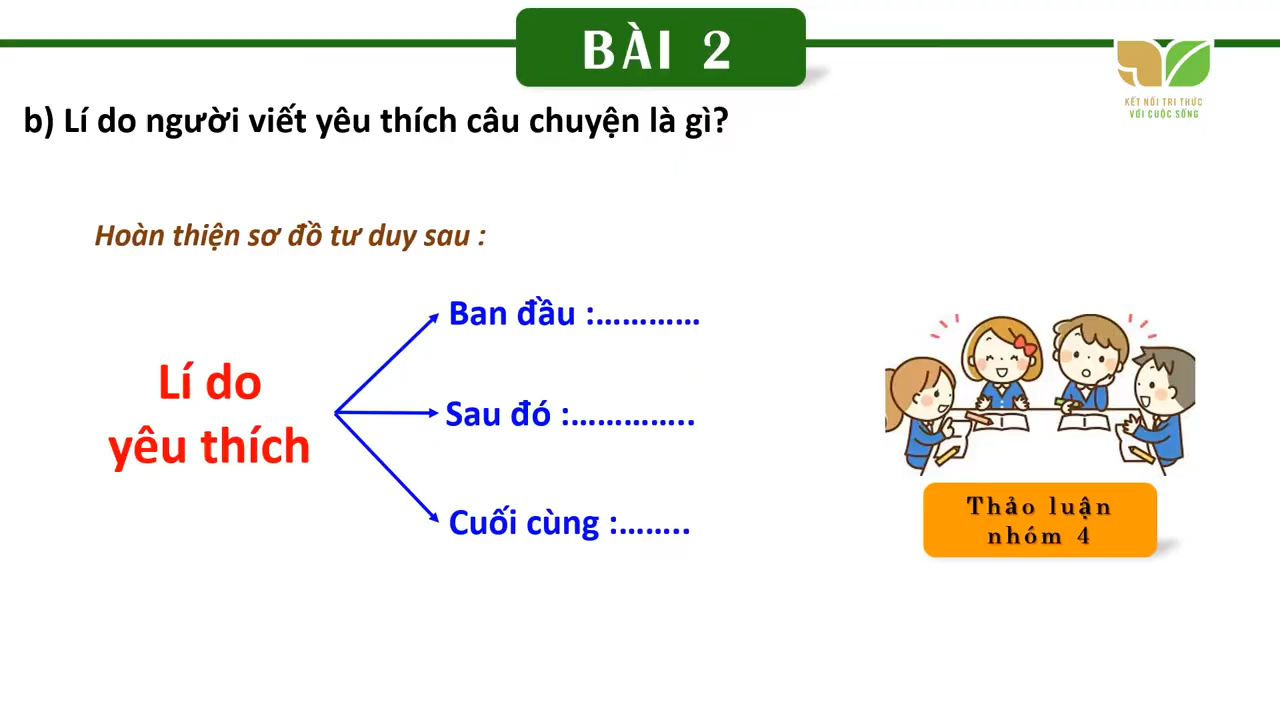 BÀI 2
KẾT NỐI TRI THỨC
VỚI CUỘC SỐNG
b) Lí do người viết yêu thích câu chuyện là gì?
Hoàn thiện sơ đồ tư duy sau :
Ban đầu :…………
Lí do
yêu thích
Sau đó :…………..
Cuối cùng :……..
Thảo luận
nhóm 4